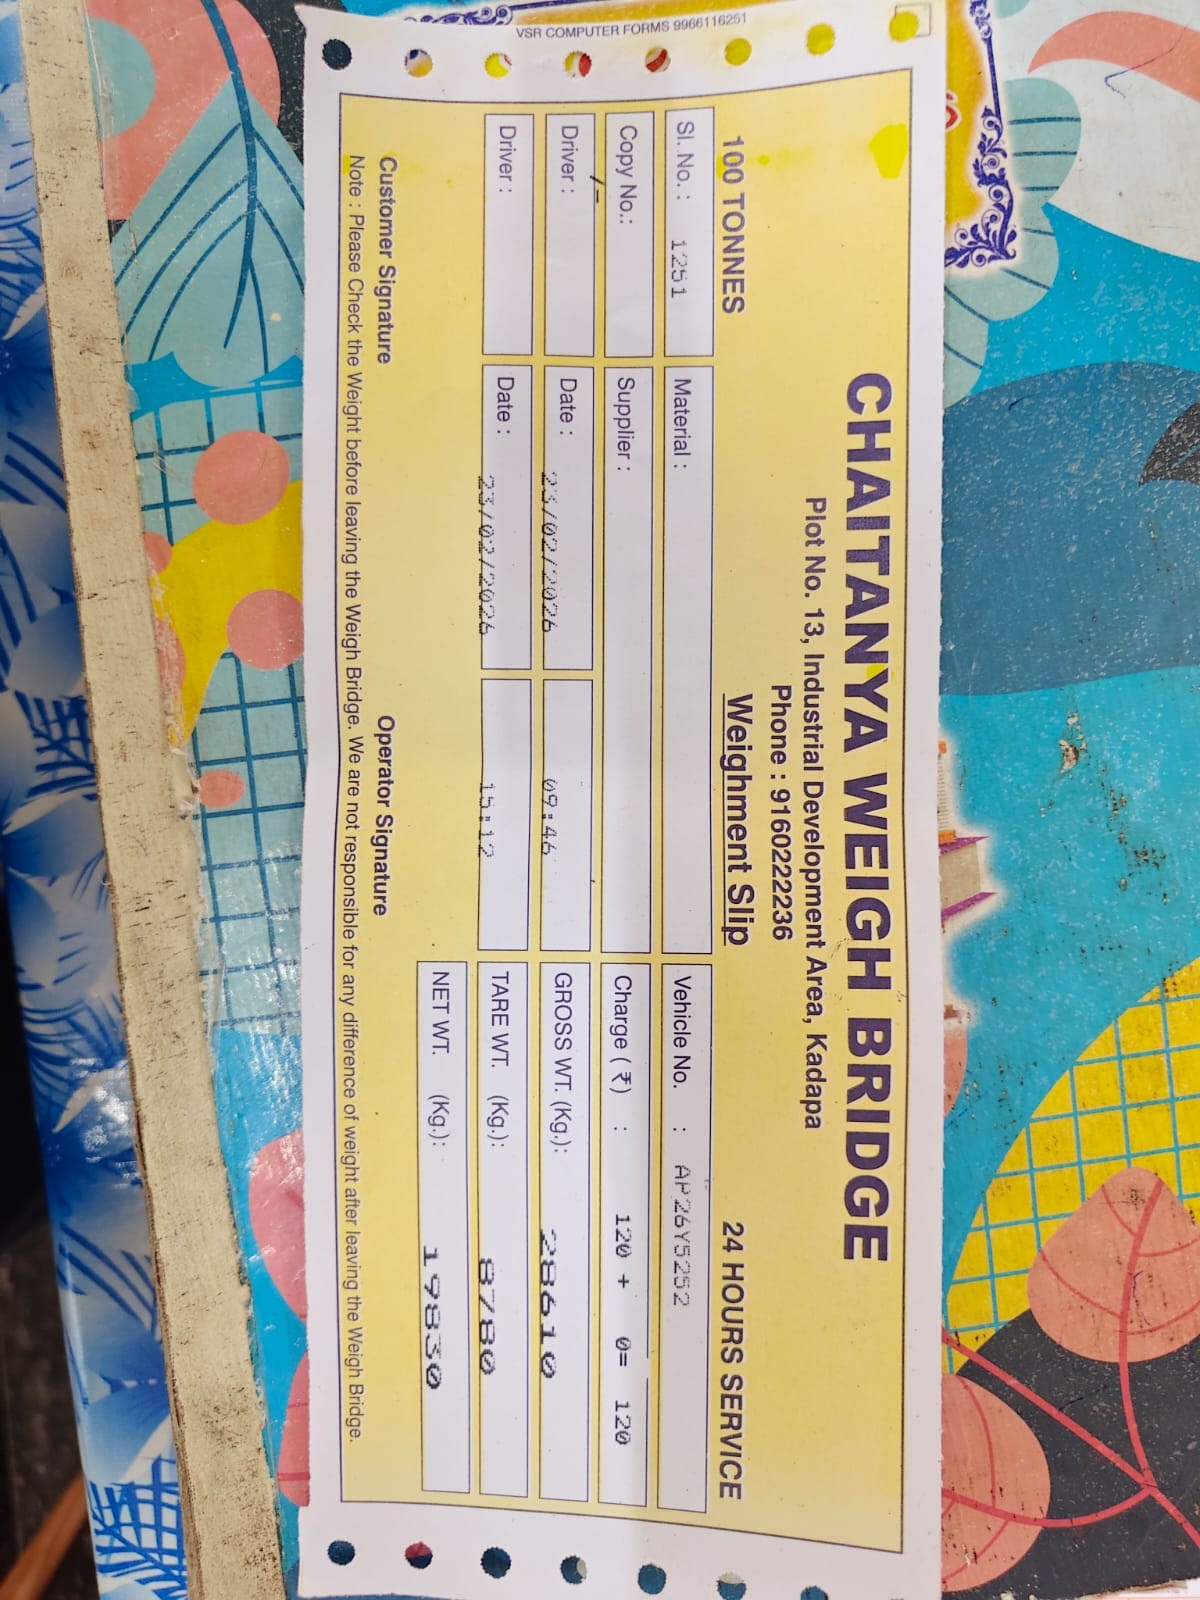 VSR COMPUTER FORMS 9966116251
CHAITANYA WEIGH BRIDGE
Plot No. 13, Industrial Development Area, Kadapa
Phone : 9160222236
100 TONNES Weighment Slip 24 HOURS SERVICE
Sl. No. : 1251 Material : Vehicle No. : AP26Y5252
Copy No.: Supplier : Charge ( ₹ ) : 120 + 0= 120
Driver : Date : 23/02/2026 09:46 GROSS WT. (Kg.): 28610
Driver : Date : 23/02/2026 15:12 TARE WT. (Kg.): 8780
NET WT. (Kg.): 19830
Customer Signature Operator Signature
Note : Please Check the Weight before leaving the Weigh Bridge. We are not responsible for any difference of weight after leaving the Weigh Bridge.